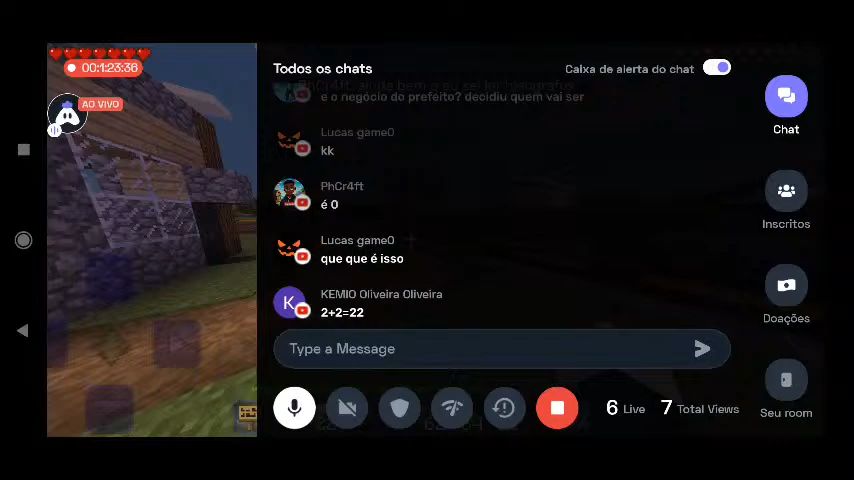 00:1:23:36
AO VIVO
Todos os chats
Caixa de alerta do chat
e o negócio do prefeito? decidiu quem vai ser
Lucas game0
kk
PhCr4ft
é 0
Lucas game0
que que é isso
K
KEMIO Oliveira Oliveira
2+2=22
Type a Message
6 Live
7 Total Views
Chat
Inscritos
Doações
Seu room